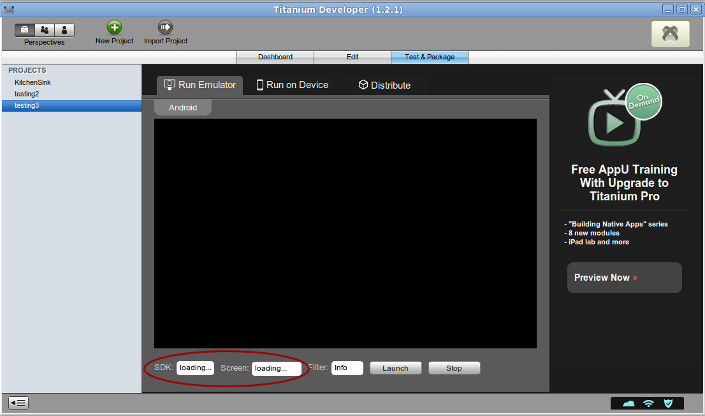 Titanium Developer (1.2.1)
Perspectives
New Project
Import Project
Dashboard
Edit
Test & Package
PROJECTS
KitchenSink
testing2
testing3
Run Emulator
Run on Device
Distribute
Android
SDK:
loading...
Screen:
loading...
Filter:
Info
Launch
Stop
On
Demand
Free AppU Training
With Upgrade to
Titanium Pro
- "Building Native Apps" series
- 8 new modules
- iPad lab and more
Preview Now »